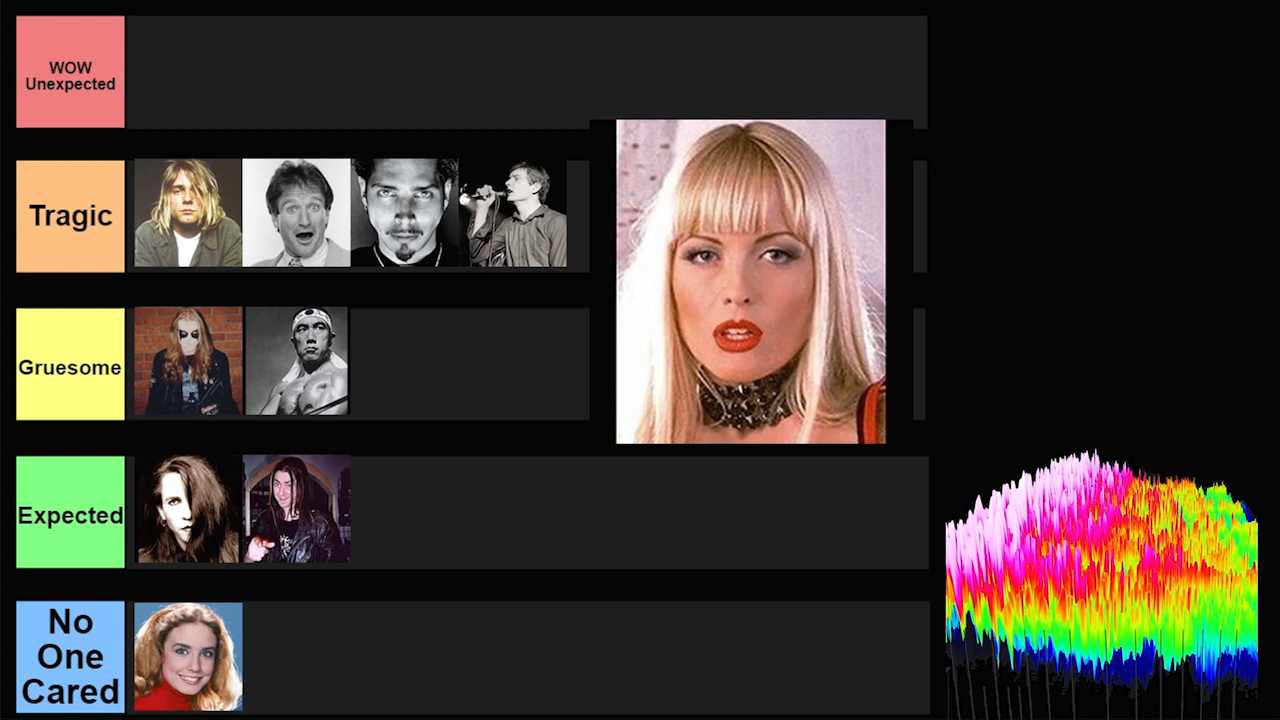 WOW
Unexpected
Tragic
Gruesome
Expected
No
One
Cared